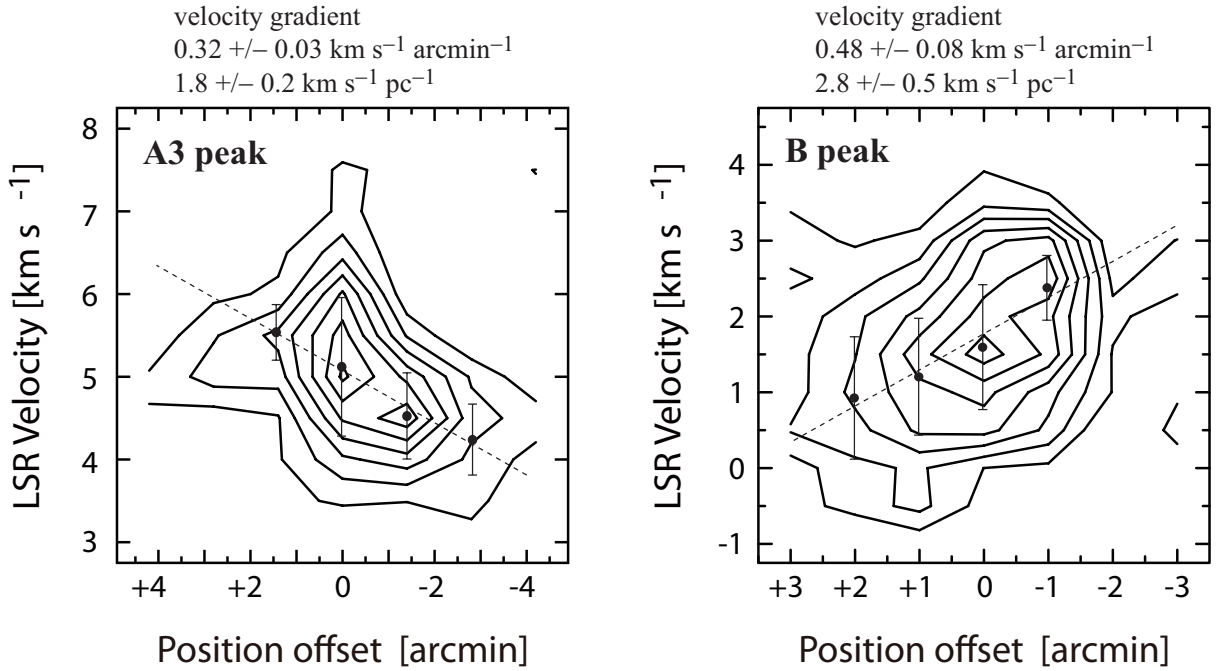 velocity gradient
0.32 +/– 0.03 km s⁻¹ arcmin⁻¹
1.8 +/– 0.2 km s⁻¹ pc⁻¹
A3 peak
LSR Velocity [km s ⁻¹]
8
7
6
5
4
3
+4 +2 0 -2 -4
Position offset [arcmin]
velocity gradient
0.48 +/– 0.08 km s⁻¹ arcmin⁻¹
2.8 +/– 0.5 km s⁻¹ pc⁻¹
B peak
LSR Velocity [km s ⁻¹]
4
3
2
1
0
-1
+3 +2 +1 0 -1 -2 -3
Position offset [arcmin]